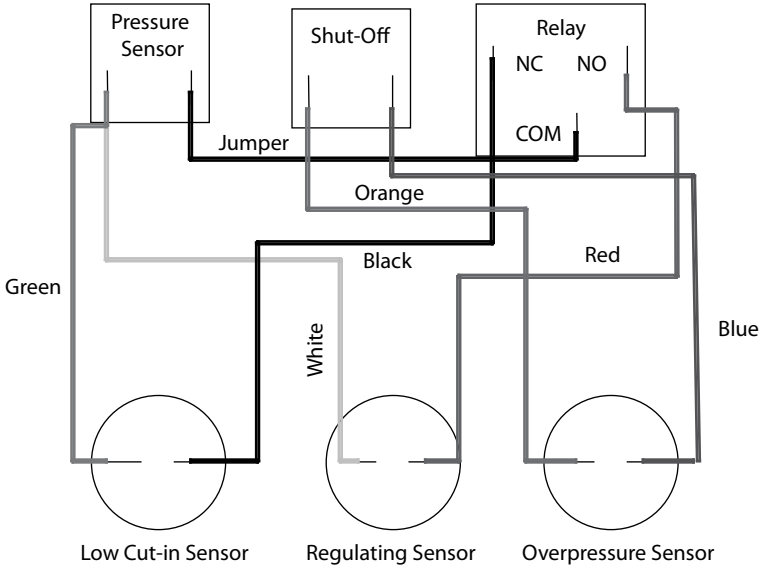 Pressure
Sensor
Shut-Off
Relay
NC NO
COM
Jumper
Orange
Black
Red
Green
White
Blue
Low Cut-in Sensor
Regulating Sensor
Overpressure Sensor